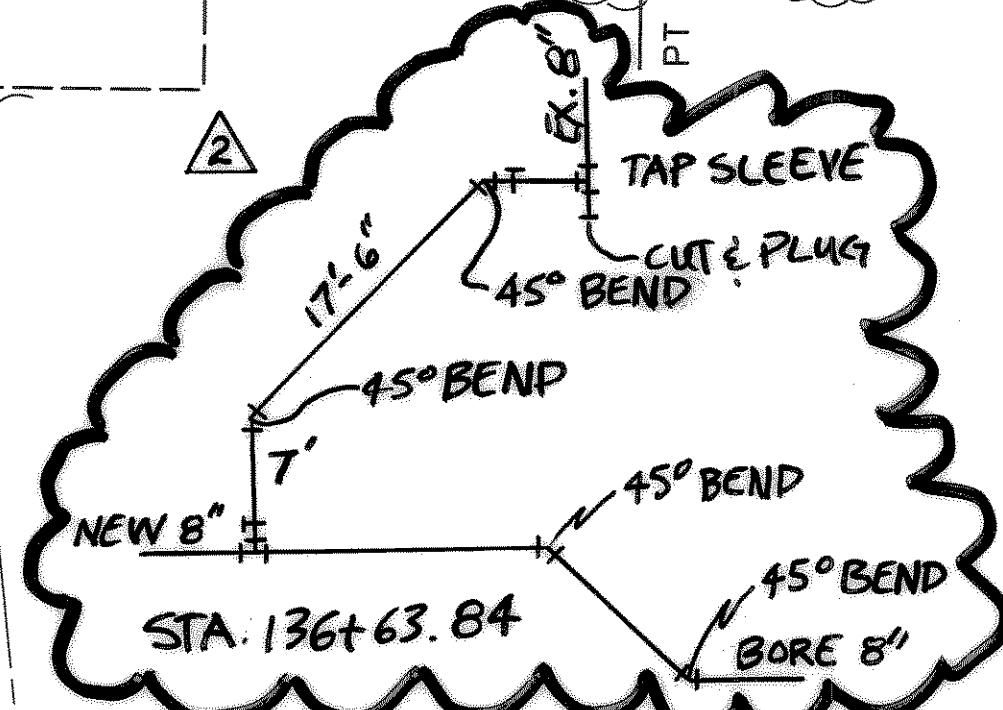 EX. 8"
PT
2
TAP SLEEVE
CUT & PLUG
45° BEND
17'-6"
45° BEND
7'
45° BEND
NEW 8"
45° BEND
STA. 136+63.84
BORE 8"